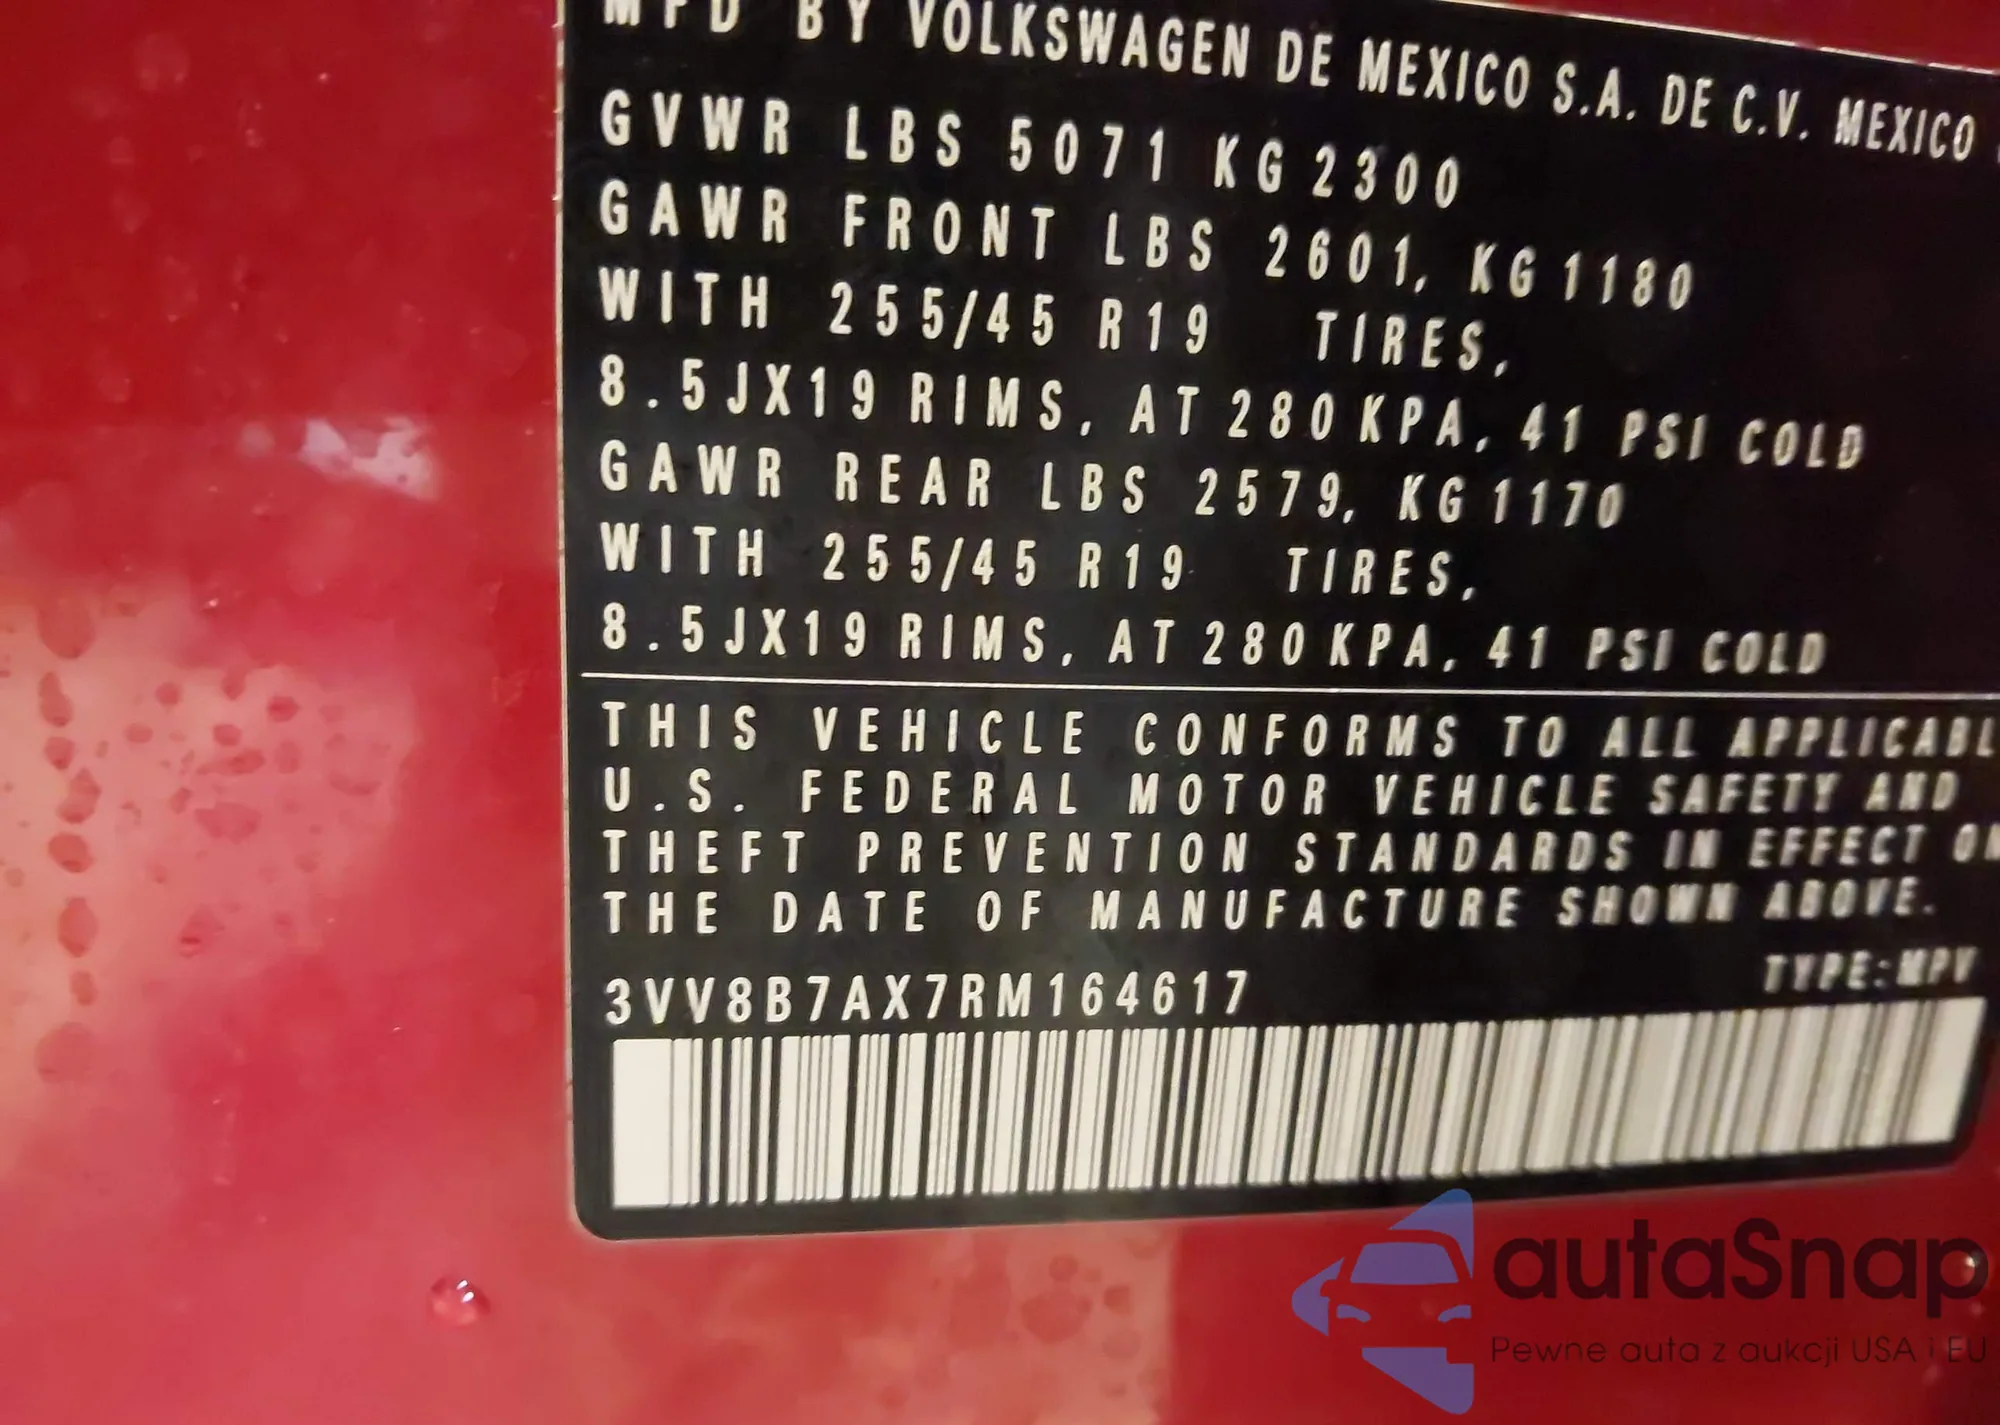 MFD BY VOLKSWAGEN DE MEXICO S.A. DE C.V. MEXICO
GVWR LBS 5071 KG 2300
GAWR FRONT LBS 2601, KG 1180
WITH 255/45 R19 TIRES,
8.5JX19 RIMS, AT 280 KPA, 41 PSI COLD
GAWR REAR LBS 2579, KG 1170
WITH 255/45 R19 TIRES,
8.5JX19 RIMS, AT 280 KPA, 41 PSI COLD
THIS VEHICLE CONFORMS TO ALL APPLICABL
U.S. FEDERAL MOTOR VEHICLE SAFETY AND
THEFT PREVENTION STANDARDS IN EFFECT ON
THE DATE OF MANUFACTURE SHOWN ABOVE.
TYPE: MPV
3VV8B7AX7RM164617
autaSnap
Pewne auta z aukcji USA i EU